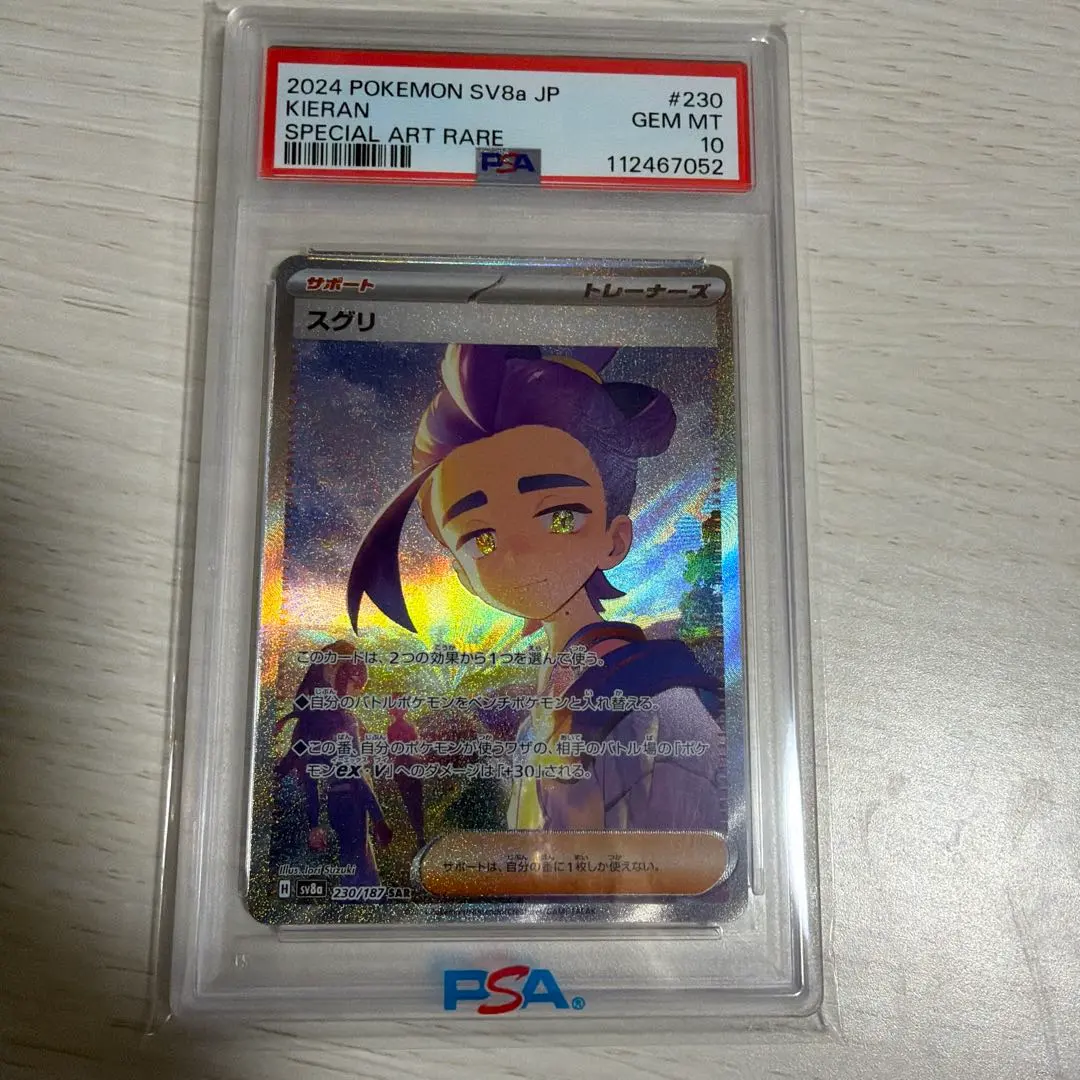 2024 POKEMON SV8a JP #230
KIERAN GEM MT
SPECIAL ART RARE 10
PSA 112467052
サポート トレーナーズ
スグリ
このカードは、2つの効果から1つを選んで使う。
◆自分のバトルポケモンをベンチポケモンと入れ替える。
◆この番、自分のポケモンが使うワザの、相手のバトル場の「ポケ
モンex・V」へのダメージは「+30」される。
サポートは、自分の番に1枚しか使えない。
Illus. Iori Suzuki
H sv8a 230/187 SAR
PSA®